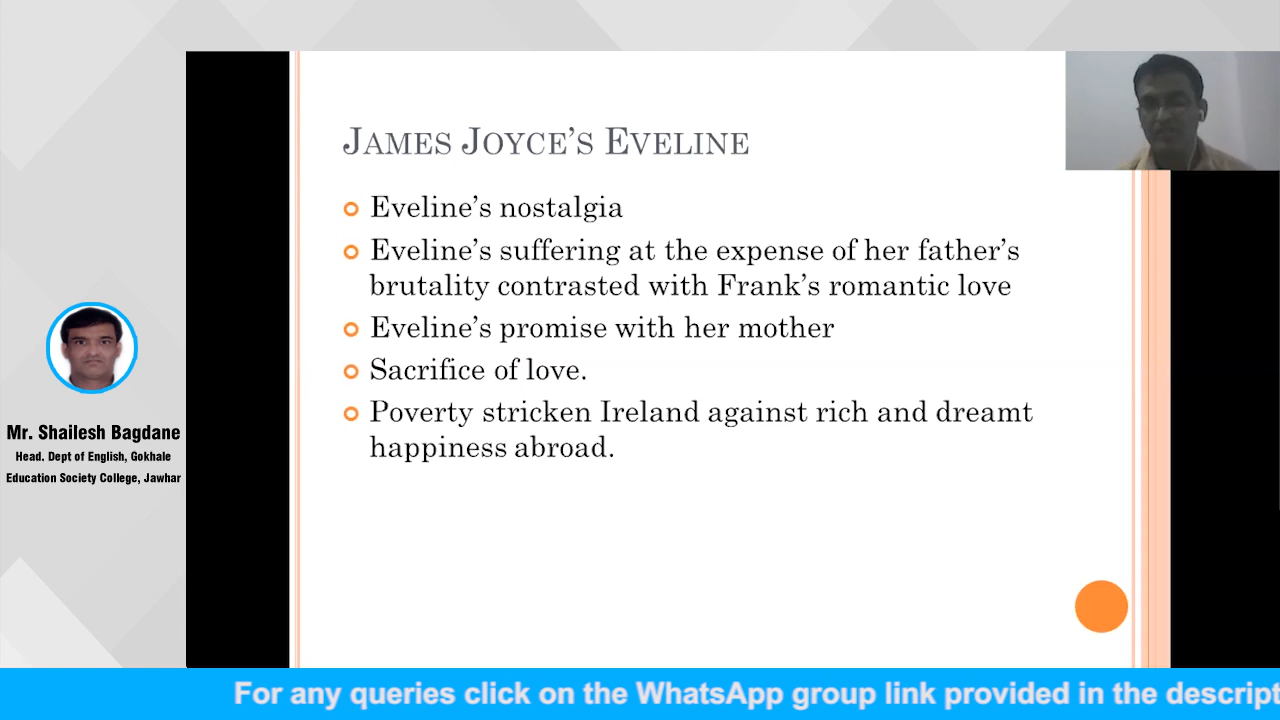 JAMES JOYCE'S EVELINE
Eveline's nostalgia
Eveline's suffering at the expense of her father's
brutality contrasted with Frank's romantic love
Eveline's promise with her mother
Sacrifice of love.
Poverty stricken Ireland against rich and dreamt
happiness abroad.
Mr. Shailesh Bagdane
Head. Dept of English, Gokhale
Education Society College, Jawhar
For any queries click on the WhatsApp group link provided in the descript